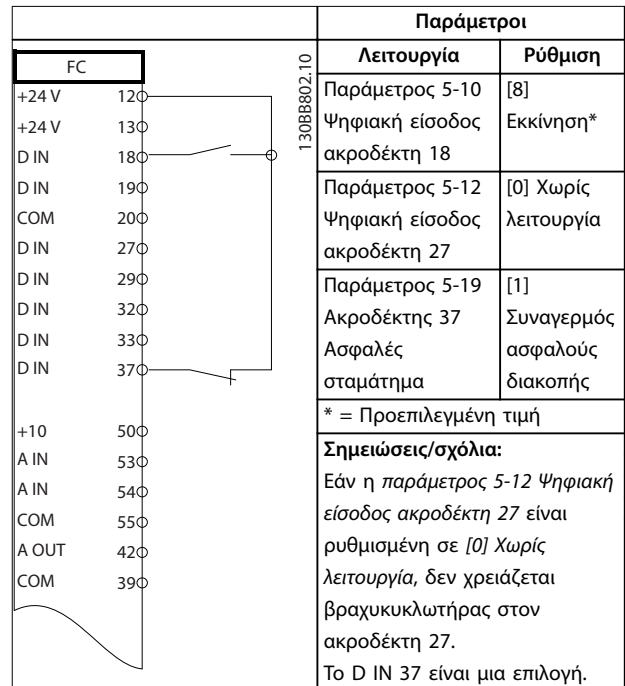 Παράμετροι
FC
130BB802.10
Λειτουργία Ρύθμιση
+24 V 12
+24 V 13
D IN 18
D IN 19
COM 20
D IN 27
D IN 29
D IN 32
D IN 33
D IN 37
+10 50
A IN 53
A IN 54
COM 55
A OUT 42
COM 39
Παράμετρος 5-10 [8]
Ψηφιακή είσοδος Εκκίνηση*
ακροδέκτη 18
Παράμετρος 5-12 [0] Χωρίς
Ψηφιακή είσοδος λειτουργία
ακροδέκτη 27
Παράμετρος 5-19 [1]
Ακροδέκτης 37 Συναγερμός
Ασφαλές ασφαλούς
σταμάτημα διακοπής
* = Προεπιλεγμένη τιμή
Σημειώσεις/σχόλια:
Εάν η παράμετρος 5-12 Ψηφιακή
είσοδος ακροδέκτη 27 είναι
ρυθμισμένη σε [0] Χωρίς
λειτουργία, δεν χρειάζεται
βραχυκυκλωτήρας στον
ακροδέκτη 27.
Το D IN 37 είναι μια επιλογή.